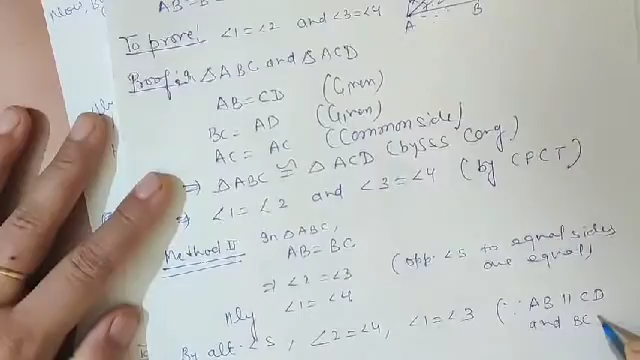 Now,
AB=B
A B
To prove: ∠1=∠2 and ∠3=∠4
Proof: In △ABC and △ACD
AB=CD (Given)
BC= AD (Given)
AC= AC (Common side)
⇒ △ABC ≅ △ACD (by SSS Cong.)
⇒ ∠1=∠2 and ∠3=∠4 (by CPCT)
Method II In △ABC,
AB=BC
⇒ ∠1=∠3 (opp. ∠s to equal sides
are equal)
lly ∠1=∠4
By alt. ∠s, ∠2=∠4, ∠1=∠3 (∵ AB || CD
and BC